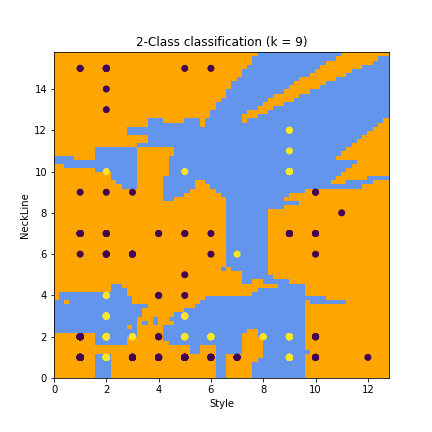 2-Class classification (k = 9)
14
12
10
8
6
4
2
0
NeckLine
0 2 4 6 8 10 12
Style